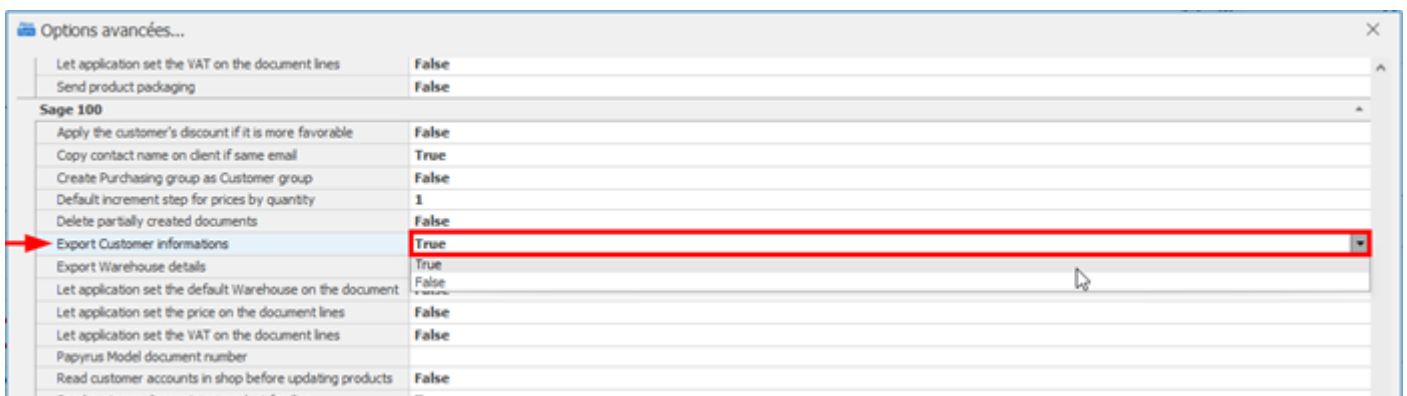 Options avancées...
Let application set the VAT on the document lines False
Send product packaging False
Sage 100
Apply the customer's discount if it is more favorable False
Copy contact name on client if same email True
Create Purchasing group as Customer group False
Default increment step for prices by quantity 1
Delete partially created documents False
Export Customer informations True
Export Warehouse details True
False
Let application set the default Warehouse on the document
Let application set the price on the document lines False
Let application set the VAT on the document lines False
Papyrus Model document number
Read customer accounts in shop before updating products False